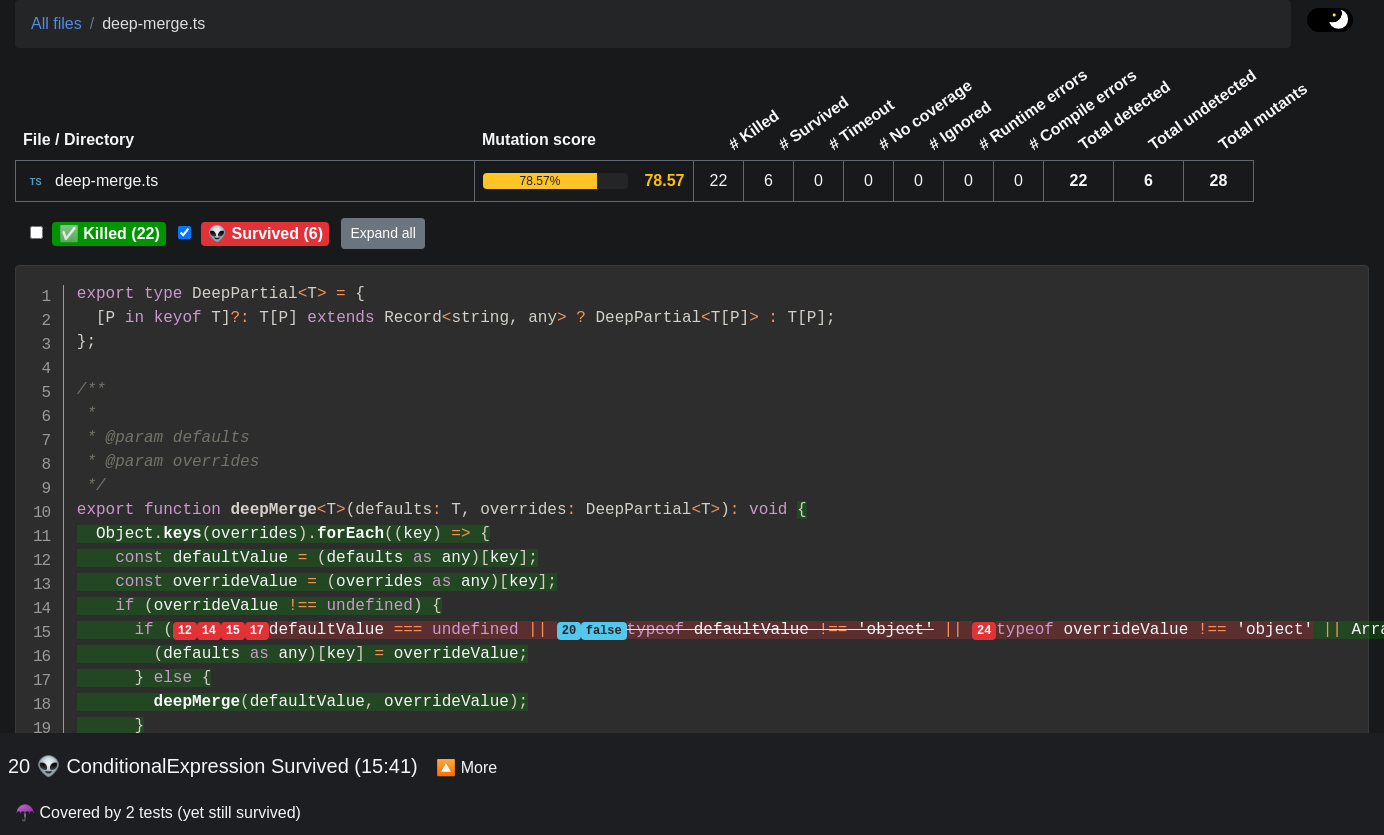 All files / deep-merge.ts
File / Directory Mutation score # Killed # Survived # Timeout # No coverage # Ignored # Runtime errors # Compile errors Total detected Total undetected Total mutants
TS deep-merge.ts 78.57% 78.57 22 6 0 0 0 0 0 22 6 28
✅ Killed (22) 👽 Survived (6) Expand all
1 export type DeepPartial<T> = {
2   [P in keyof T]?: T[P] extends Record<string, any> ? DeepPartial<T[P]> : T[P];
3 };
4
5 /**
6  *
7  * @param defaults
8  * @param overrides
9  */
10 export function deepMerge<T>(defaults: T, overrides: DeepPartial<T>): void {
11   Object.keys(overrides).forEach((key) => {
12     const defaultValue = (defaults as any)[key];
13     const overrideValue = (overrides as any)[key];
14     if (overrideValue !== undefined) {
15       if (12 14 15 17 defaultValue === undefined || 20 false typeof defaultValue !== 'object' || 24 typeof overrideValue !== 'object' || Arra
16         (defaults as any)[key] = overrideValue;
17       } else {
18         deepMerge(defaultValue, overrideValue);
19       }
20 👽 ConditionalExpression Survived (15:41) 🔼 More
☂️ Covered by 2 tests (yet still survived)